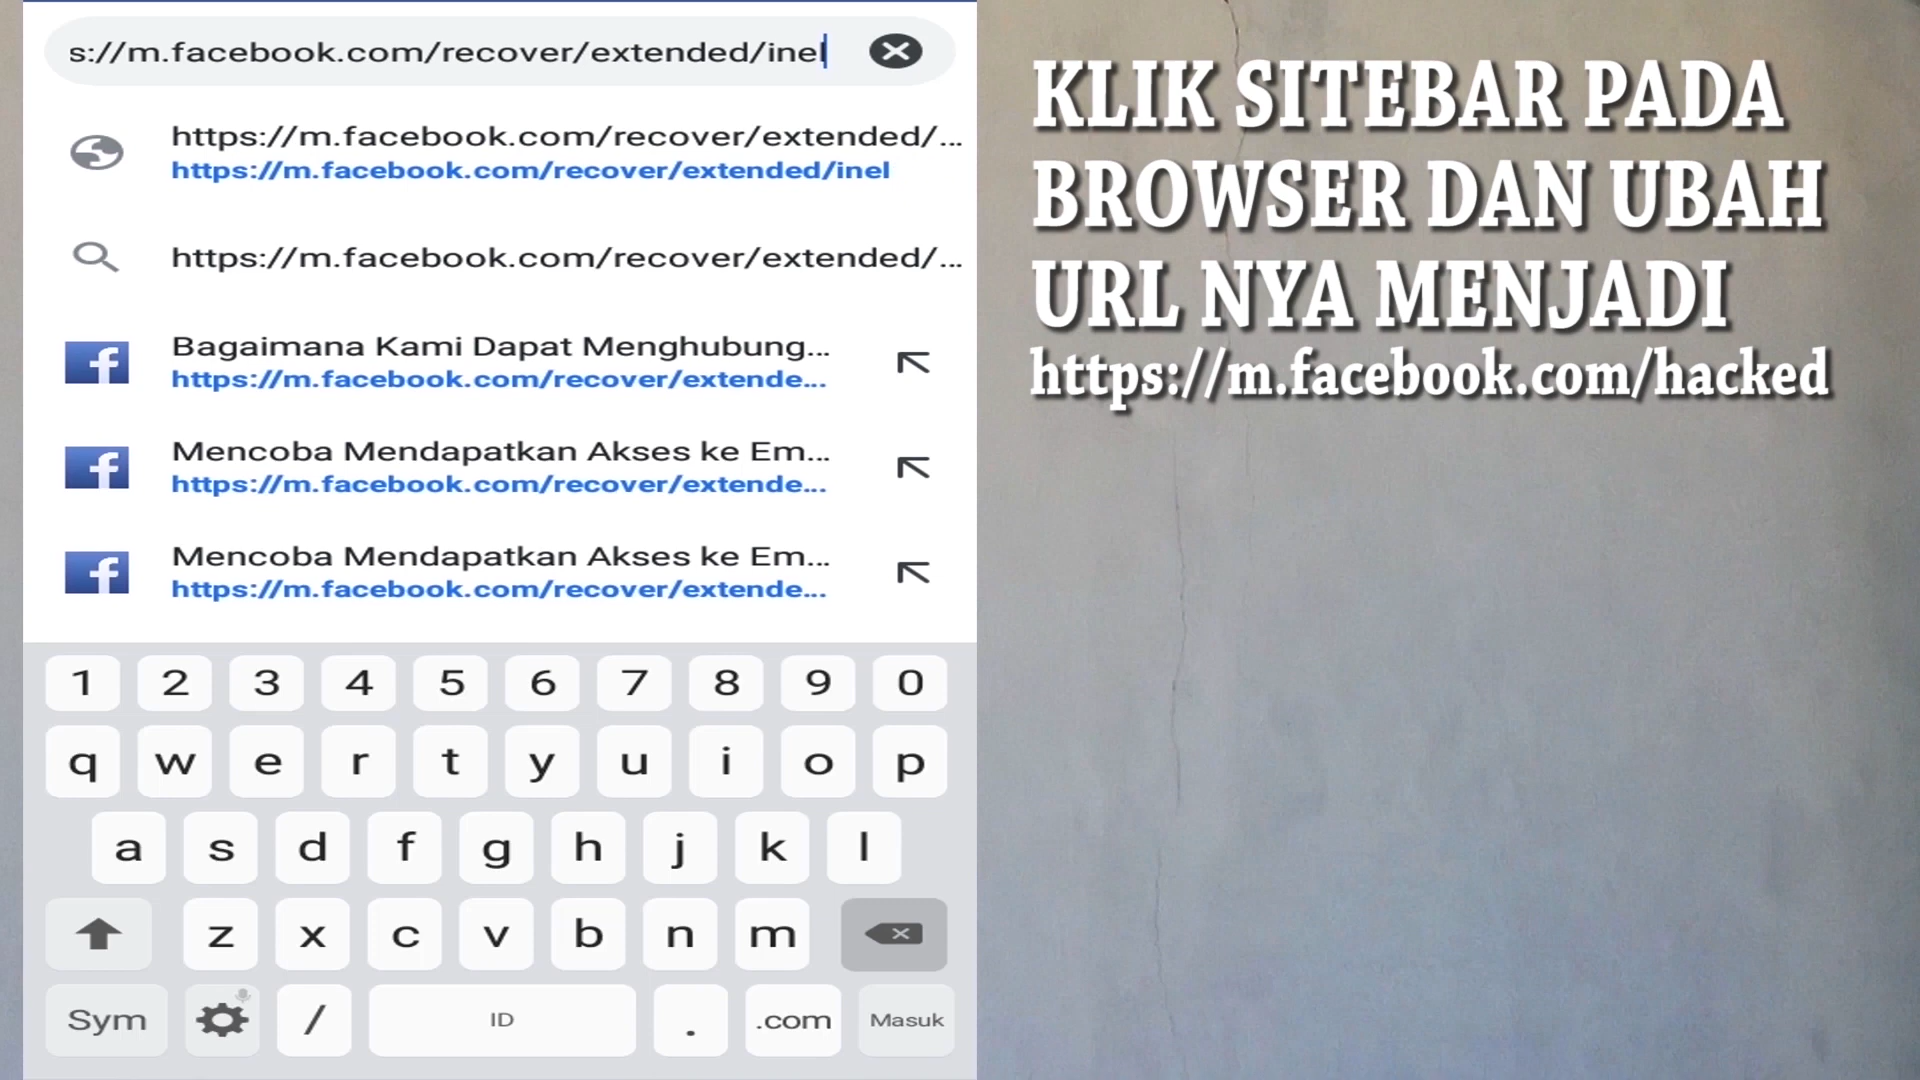 s://m.facebook.com/recover/extended/inel
https://m.facebook.com/recover/extended/...
https://m.facebook.com/recover/extended/inel
https://m.facebook.com/recover/extended/...
Bagaimana Kami Dapat Menghubung...
https://m.facebook.com/recover/extende...
Mencoba Mendapatkan Akses ke Em...
https://m.facebook.com/recover/extende...
Mencoba Mendapatkan Akses ke Em...
https://m.facebook.com/recover/extende...
1 2 3 4 5 6 7 8 9 0
q w e r t y u i o p
a s d f g h j k l
z x c v b n m
Sym / ID . .com Masuk
KLIK SITEBAR PADA
BROWSER DAN UBAH
URL NYA MENJADI
https://m.facebook.com/hacked